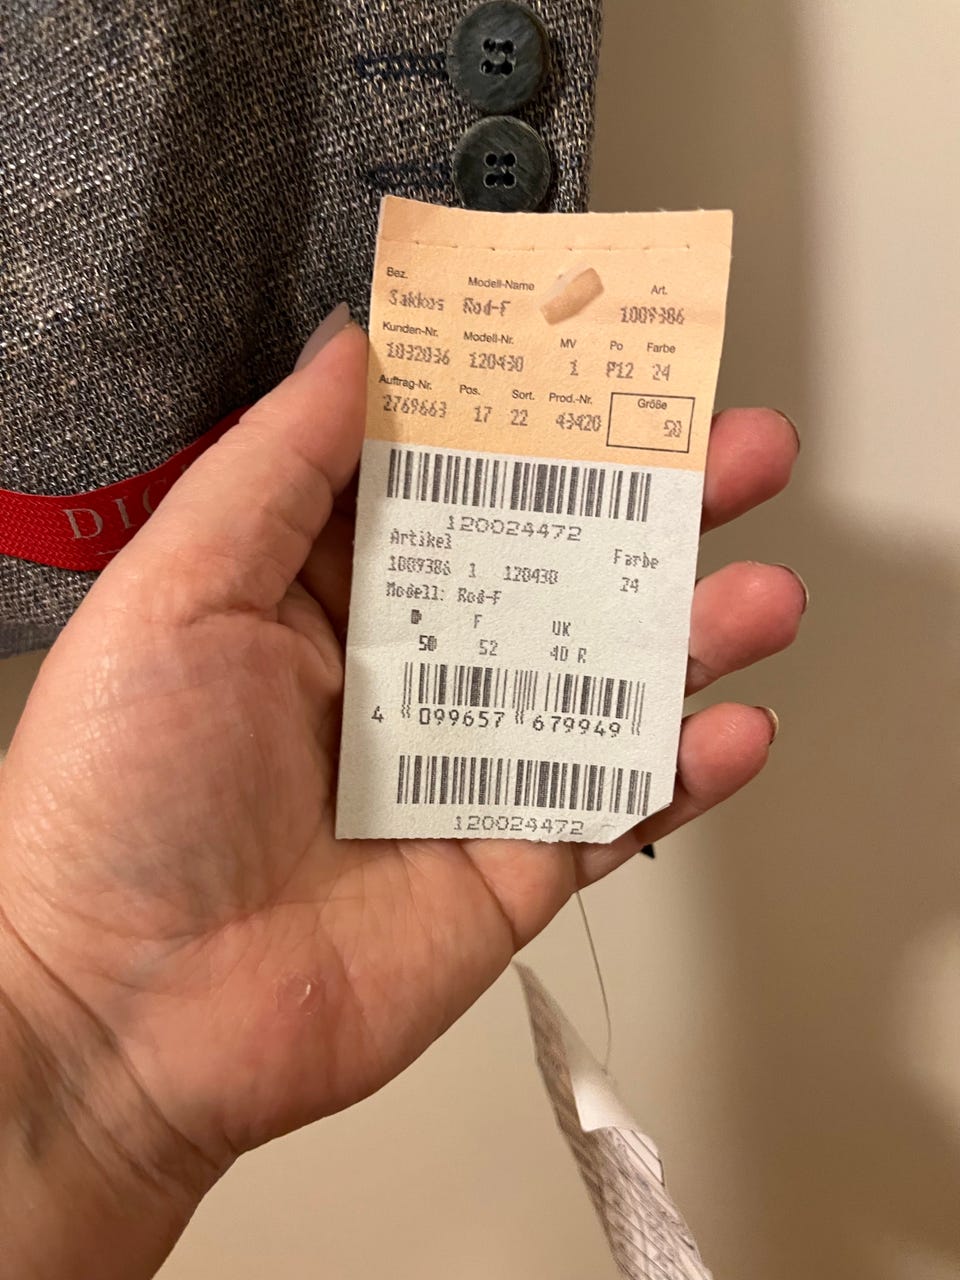 Bez. Modell-Name Art.
Sakkos Rod-F 1009386
Kunden-Nr. Modell-Nr. MV Po Farbe
1032036 120430 1 P12 24
Auftrag-Nr. Pos. Sort. Prod.-Nr. Größe
2769663 17 22 43420 50
120024472
Artikel Farbe
1009386 1 120430 24
Modell: Rod-F
D F UK
50 52 40 R
4 099657 679949
120024472
DIG